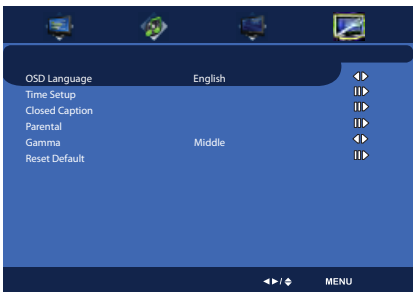 OSD Language English
Time Setup
Closed Caption
Parental
Gamma Middle
Reset Default
MENU